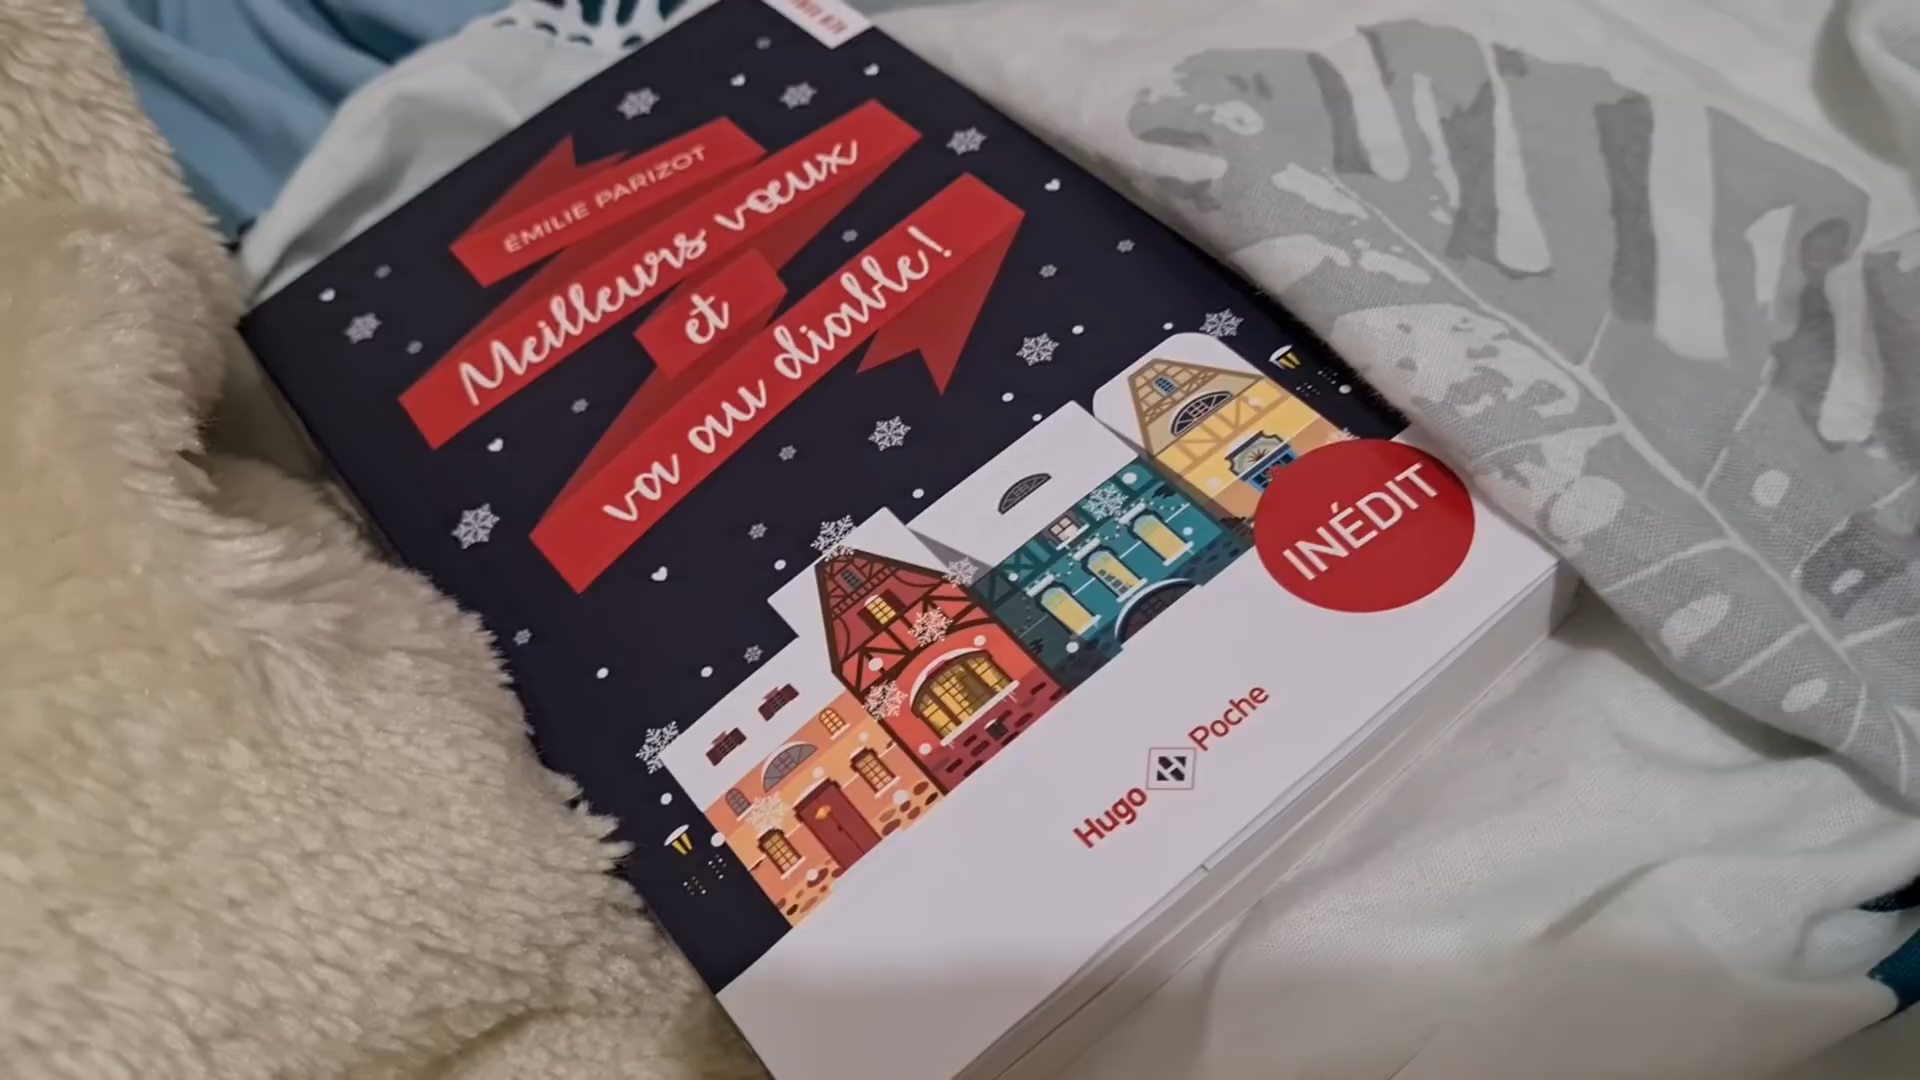 ÉMILIE PARIZOT
Meilleurs vœux
et
va au diable !
INÉDIT
Hugo Poche